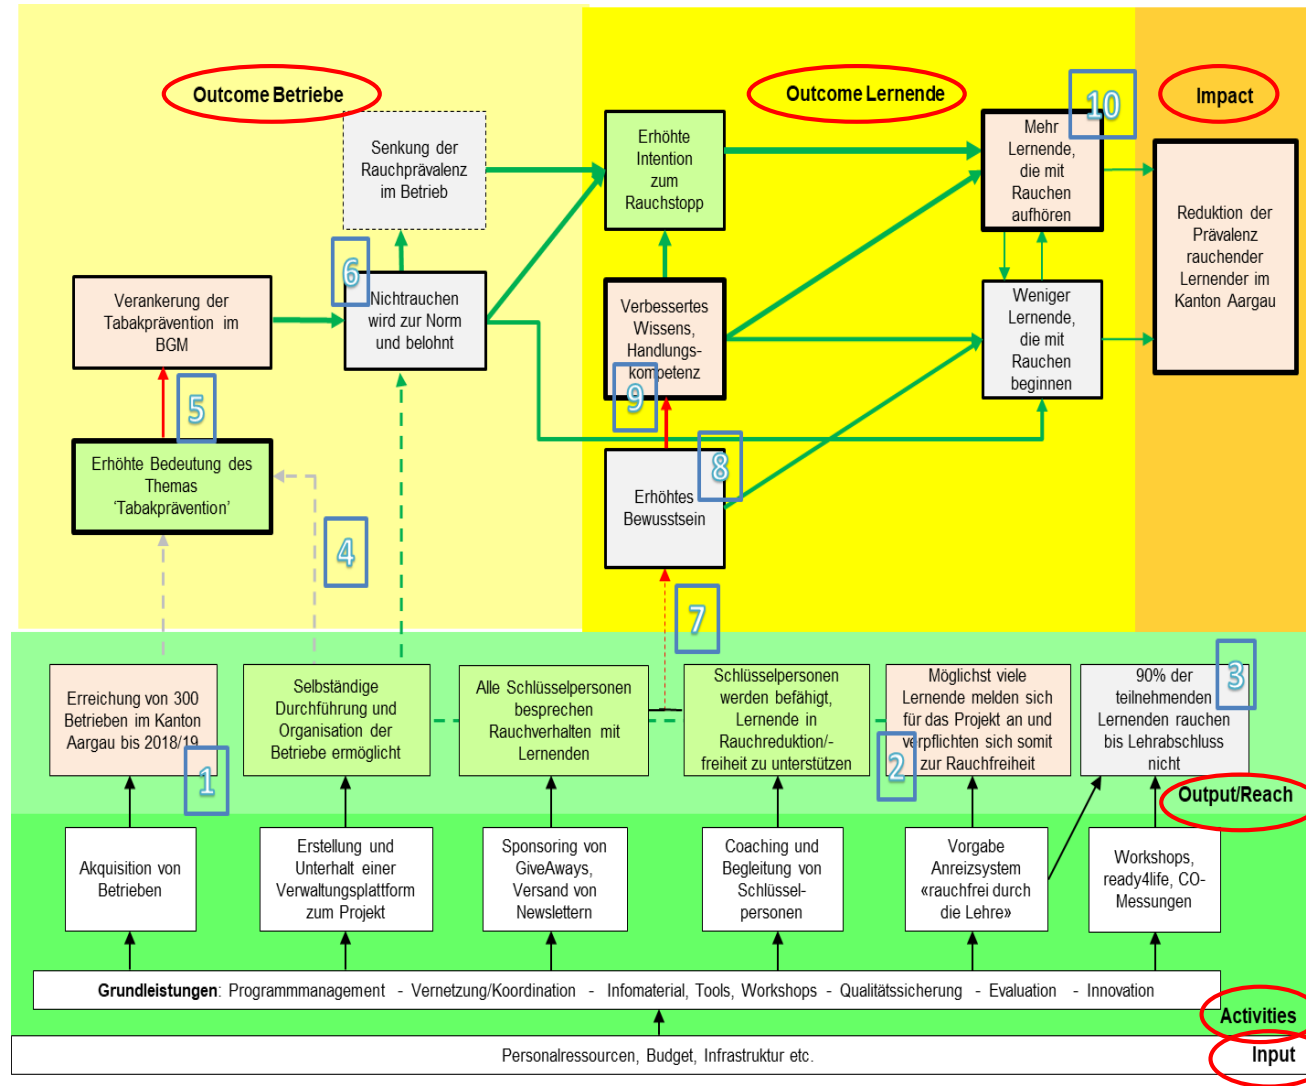 Outcome Betriebe
Outcome Lernende
10
Impact
Senkung der
Rauchprävalenz
im Betrieb
Erhöhte
Intention
zum
Rauchstopp
Mehr
Lernende,
die mit
Rauchen
aufhören
Reduktion der
Prävalenz
rauchender
Lernender im
Kanton Aargau
6
Verankerung der
Tabakprävention im
BGM
Nichtrauchen
wird zur Norm
und belohnt
Verbessertes
Wissens,
Handlungs-
kompetenz
Weniger
Lernende,
die mit
Rauchen
beginnen
5
9
8
Erhöhte Bedeutung des
Themas
‘Tabakprävention’
Erhöhtes
Bewusstsein
4
7
3
Erreichung von 300
Betrieben im Kanton
Aargau bis 2018/19
Selbständige
Durchführung und
Organisation der
Betriebe ermöglicht
Alle Schlüsselpersonen
besprechen
Rauchverhalten mit
Lernenden
Schlüsselpersonen
werden befähigt,
Lernende in
Rauchreduktion/-
freiheit zu unterstützen
Möglichst viele
Lernende melden sich
für das Projekt an und
verpflichten sich somit
zur Rauchfreiheit
90% der
teilnehmenden
Lernenden rauchen
bis Lehrabschluss
nicht
1
2
Output/Reach
Akquisition von
Betrieben
Erstellung und
Unterhalt einer
Verwaltungsplattform
zum Projekt
Sponsoring von
GiveAways,
Versand von
Newslettern
Coaching und
Begleitung von
Schlüssel-
personen
Vorgabe
Anreizsystem
«rauchfrei durch
die Lehre»
Workshops,
ready4life, CO-
Messungen
Grundleistungen: Programmmanagement - Vernetzung/Koordination - Infomaterial, Tools, Workshops - Qualitätssicherung - Evaluation - Innovation
Activities
Personalressourcen, Budget, Infrastruktur etc.
Input